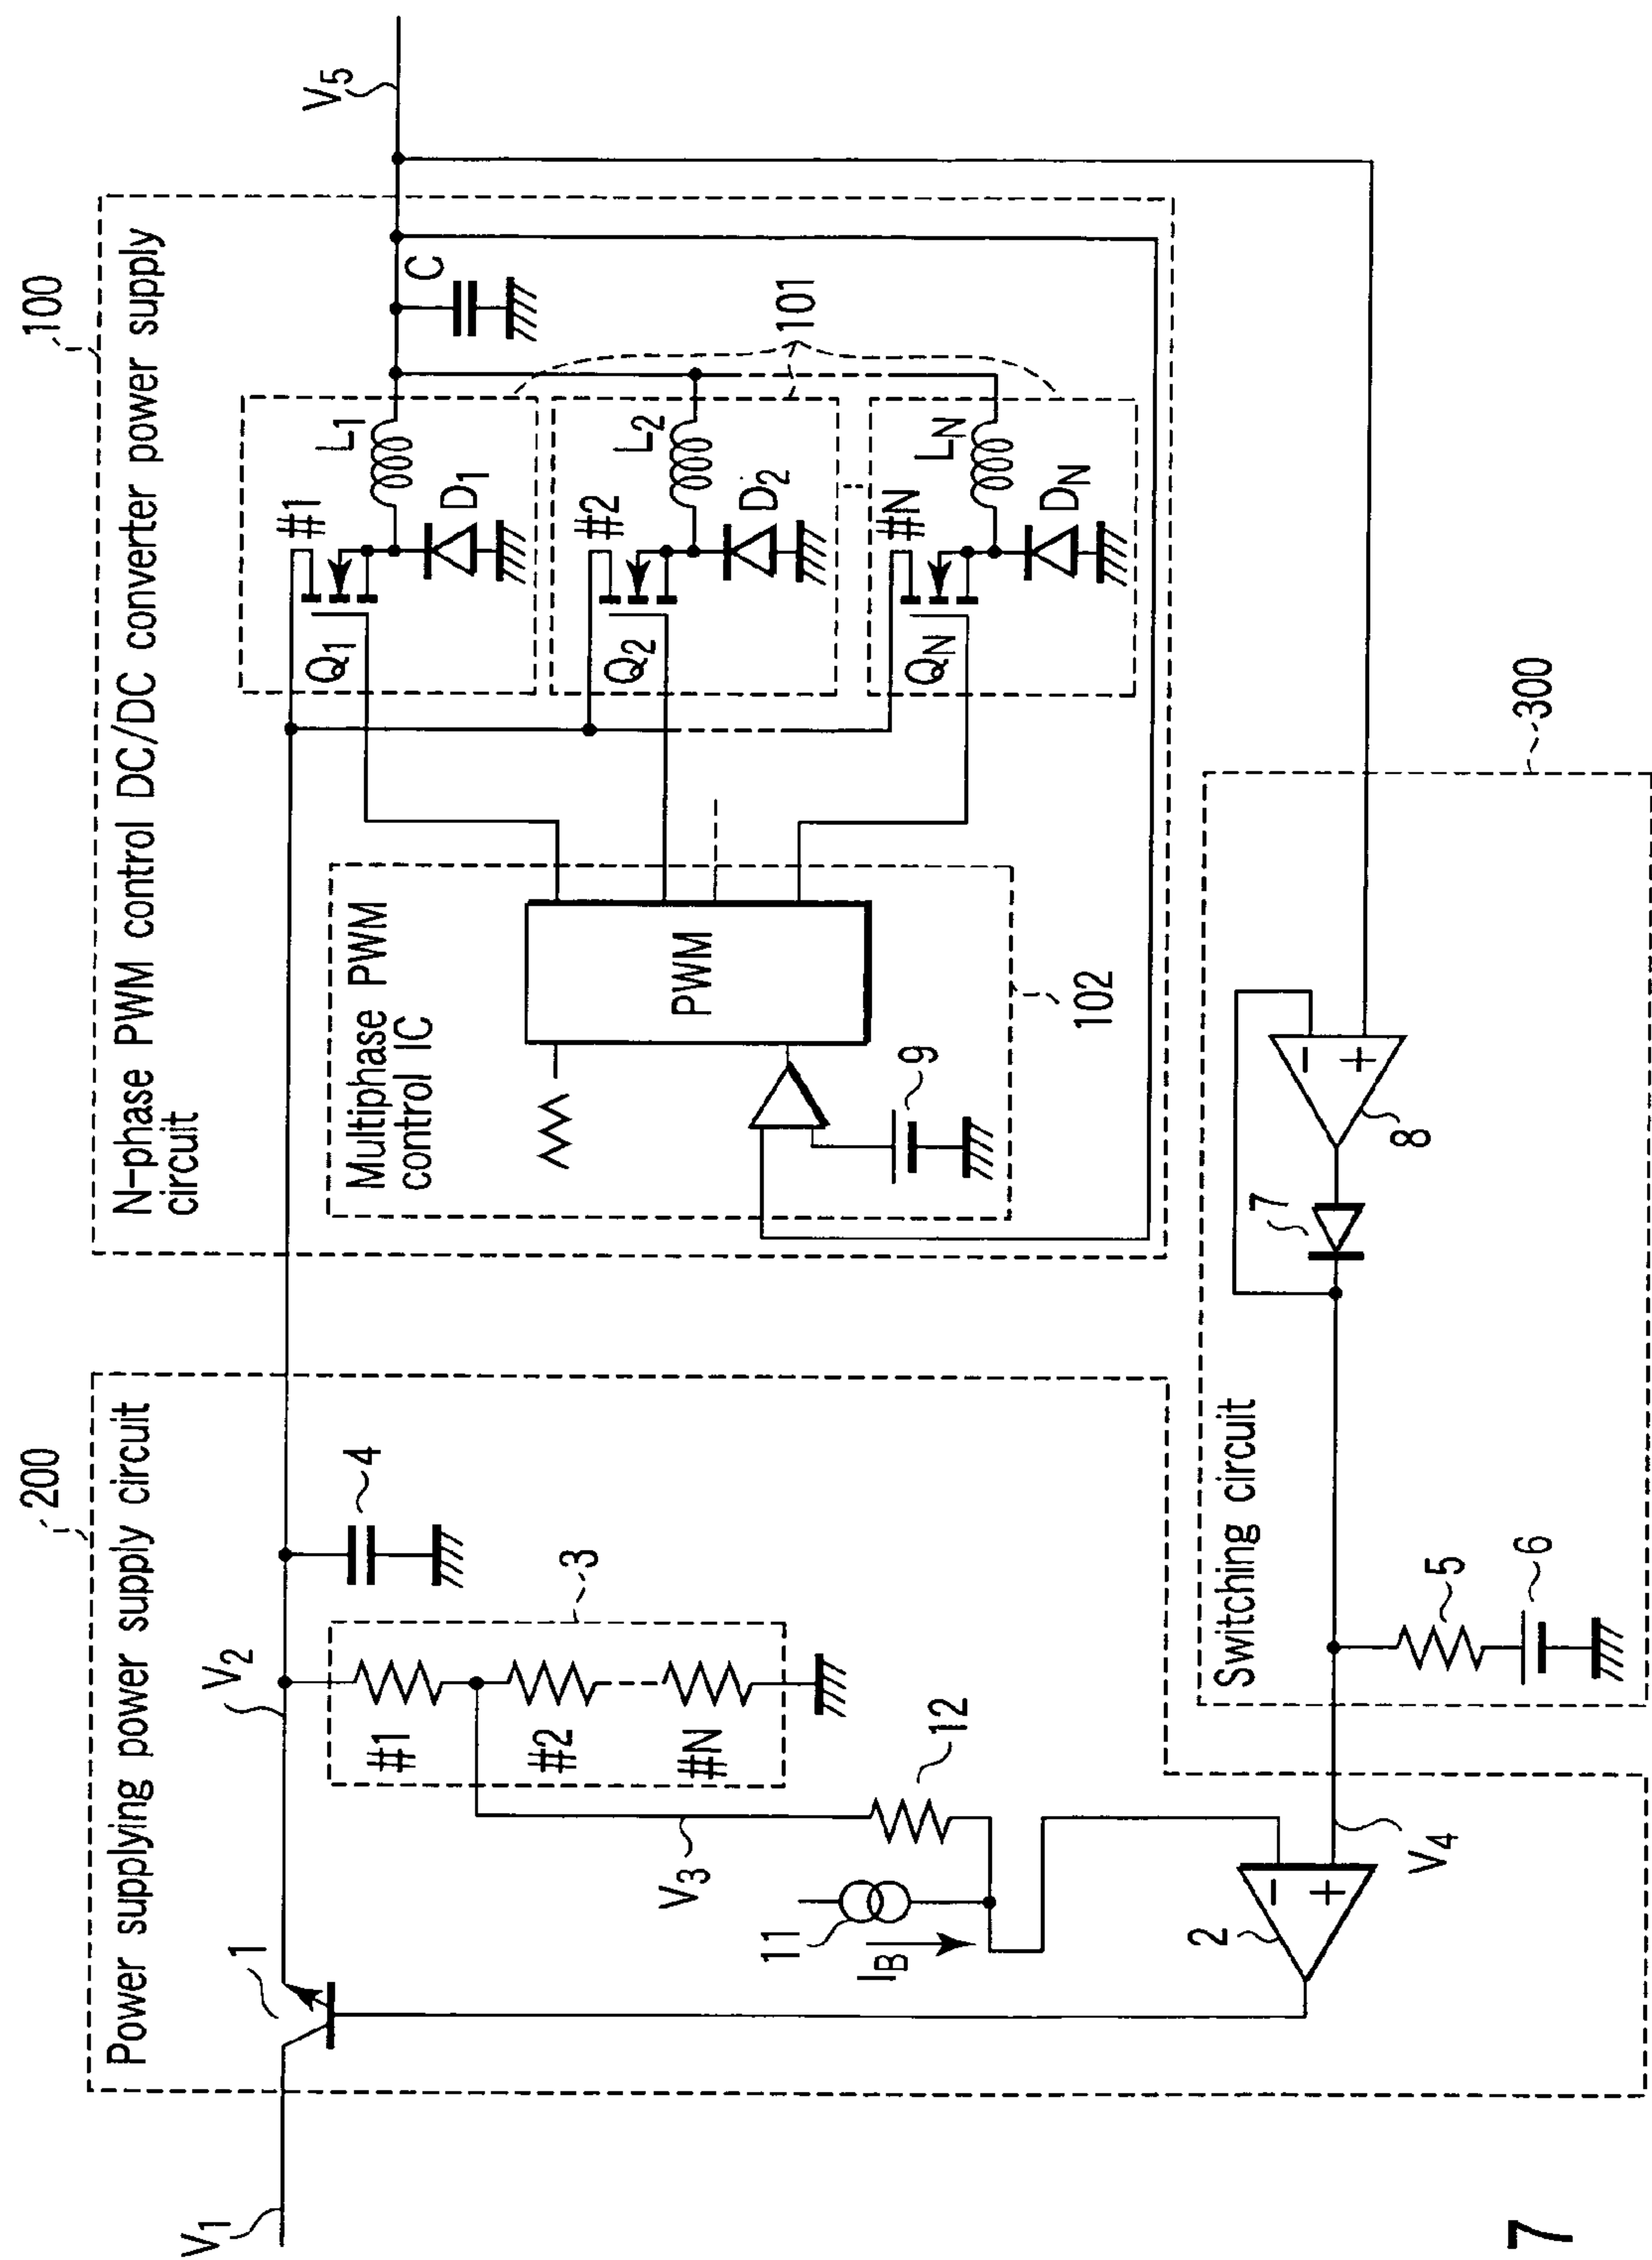 100
N-phase PWM control DC/DC converter power supply
circuit
V5
C
101
#1
L1
D1
Q1
#2
L2
D2
Q2
#N
LN
DN
QN
Multiphase PWM
control IC
PWM
9
102
200
Power supplying power supply circuit
V1
1
V2
4
3
#1
#2
#N
V3
12
11
IB
2
−
+
V4
300
Switching circuit
5
6
7
8
−
+
7